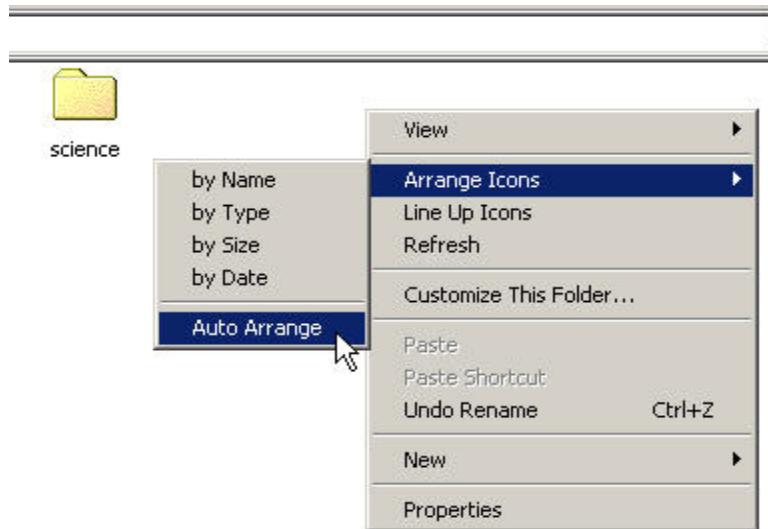 science
View
Arrange Icons
Line Up Icons
Refresh
Customize This Folder...
Paste
Paste Shortcut
Undo Rename Ctrl+Z
New
Properties
by Name
by Type
by Size
by Date
Auto Arrange